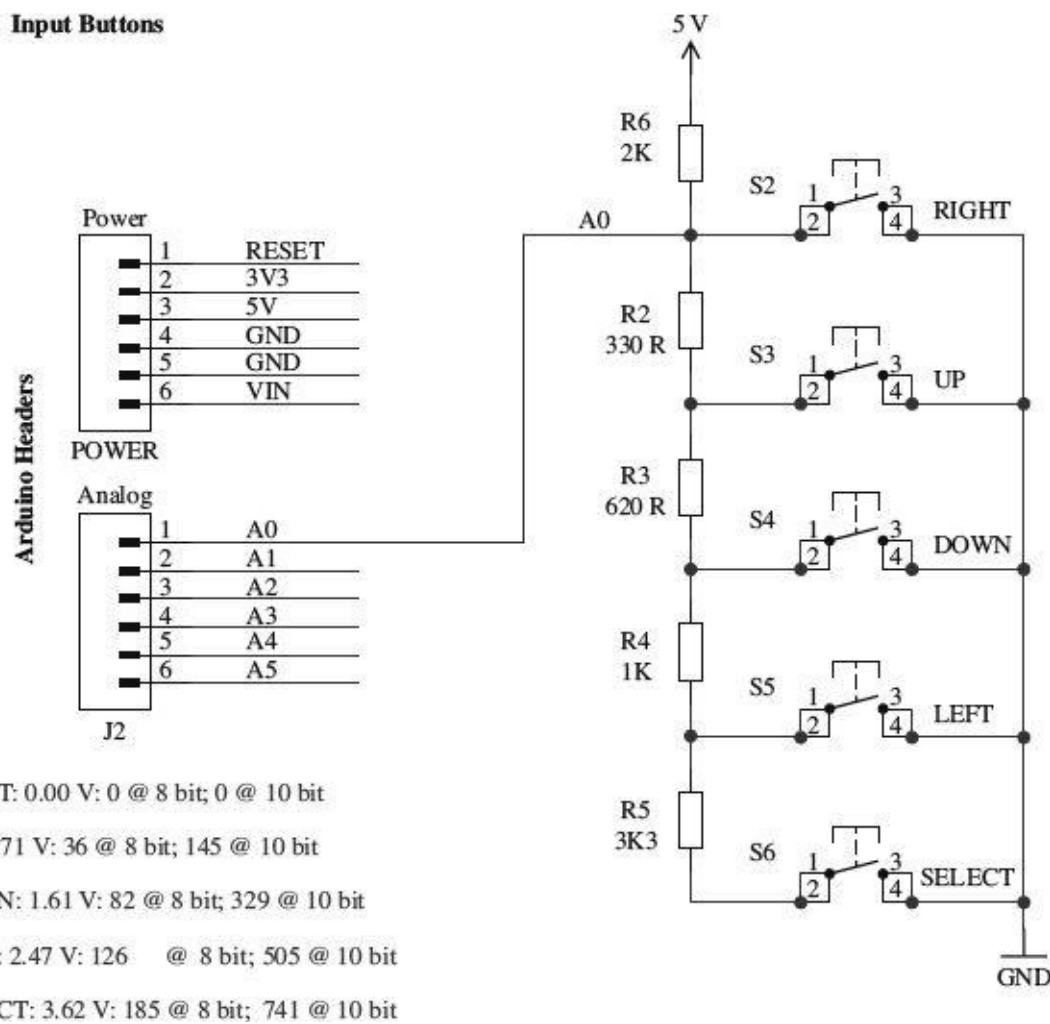 Input Buttons
5 V
R6
2K
S2
1
2
3
4
RIGHT
A0
Power
1 RESET
2 3V3
3 5V
4 GND
5 GND
6 VIN
POWER
Arduino Headers
R2
330 R
S3
1
2
3
4
UP
Analog
1 A0
2 A1
3 A2
4 A3
5 A4
6 A5
J2
R3
620 R
S4
1
2
3
4
DOWN
R4
1K
S5
1
2
3
4
LEFT
R5
3K3
S6
1
2
3
4
SELECT
GND
T: 0.00 V: 0 @ 8 bit; 0 @ 10 bit
71 V: 36 @ 8 bit; 145 @ 10 bit
N: 1.61 V: 82 @ 8 bit; 329 @ 10 bit
: 2.47 V: 126 @ 8 bit; 505 @ 10 bit
CT: 3.62 V: 185 @ 8 bit; 741 @ 10 bit